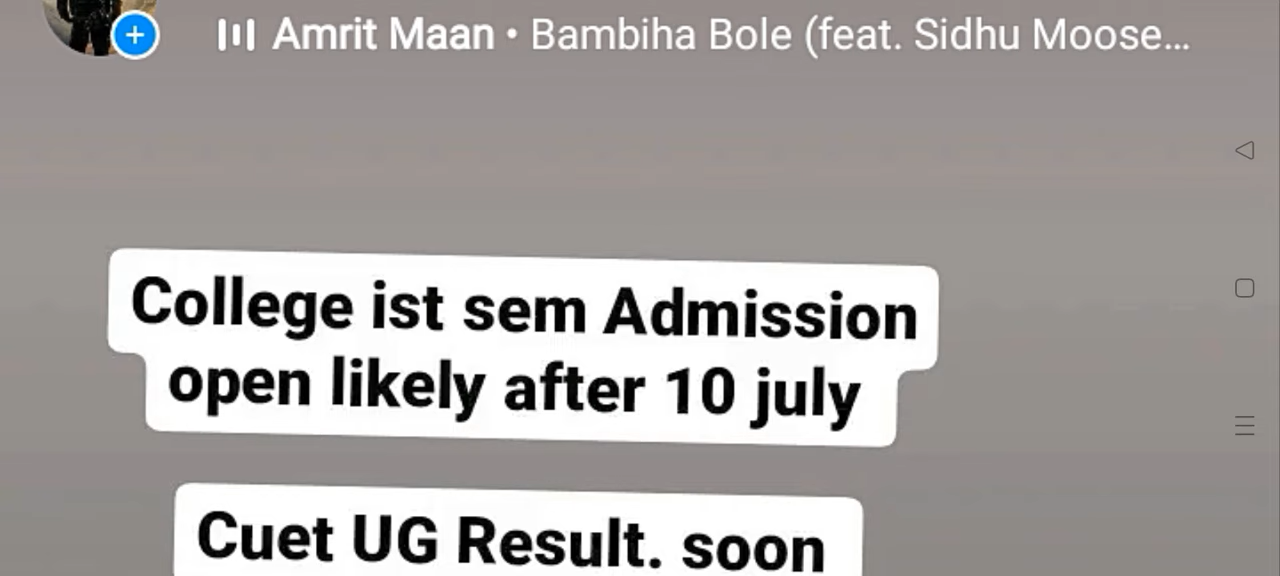 Amrit Maan • Bambiha Bole (feat. Sidhu Moose...
College ist sem Admission
open likely after 10 july
Cuet UG Result. soon